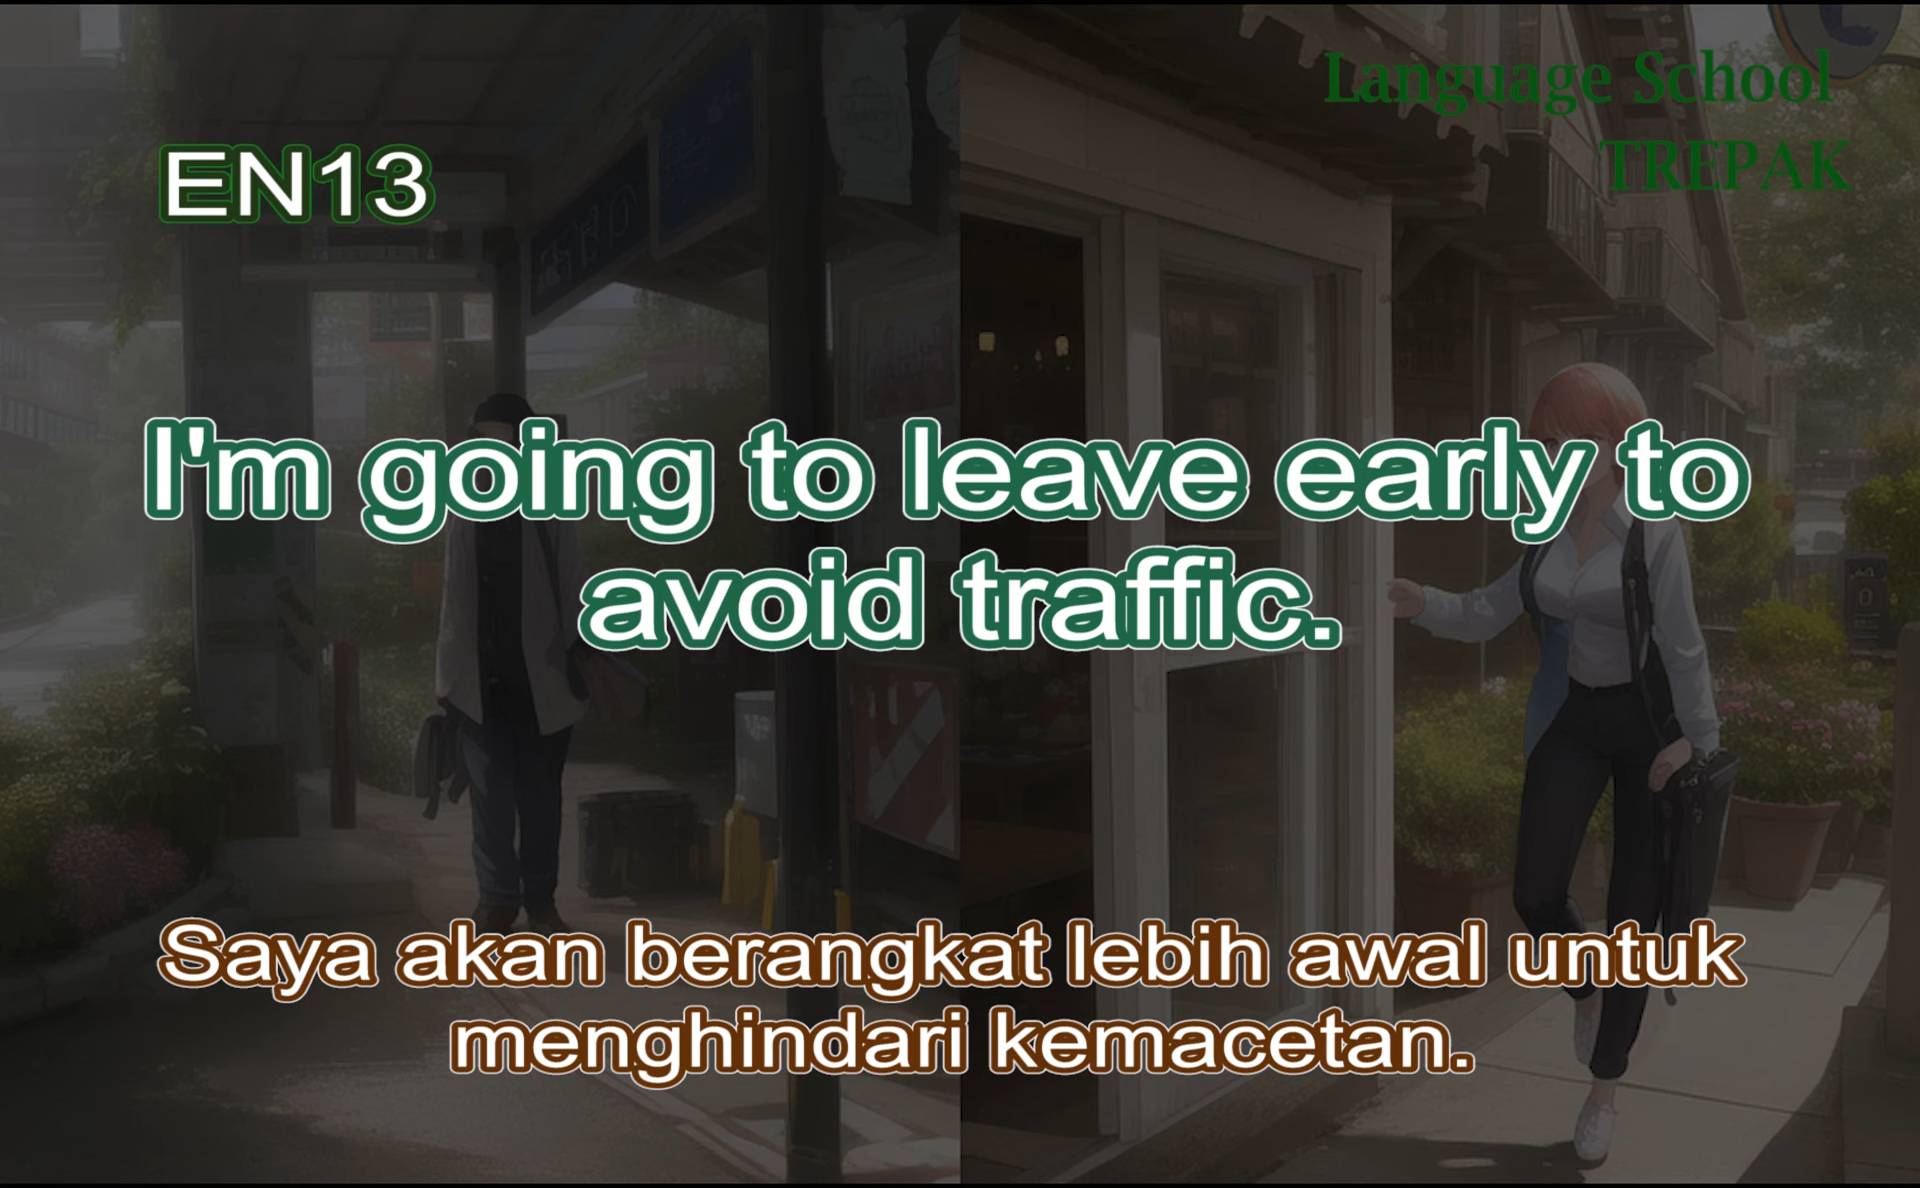 Language School
TREPAK
EN13
I'm going to leave early to
avoid traffic.
Saya akan berangkat lebih awal untuk
menghindari kemacetan.